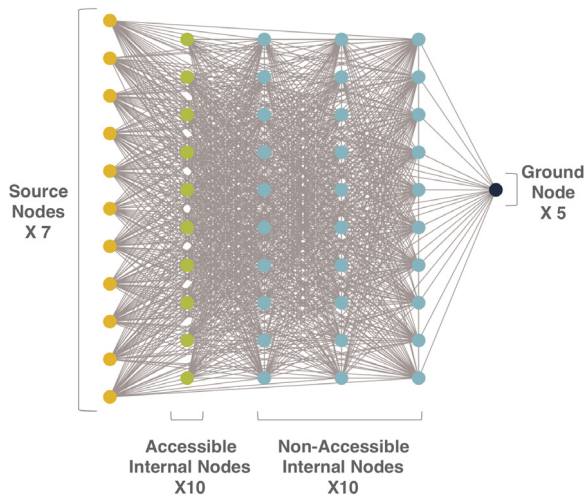 Source
Nodes
X 7
Ground
Node
X 5
Accessible
Internal Nodes
X10
Non-Accessible
Internal Nodes
X10